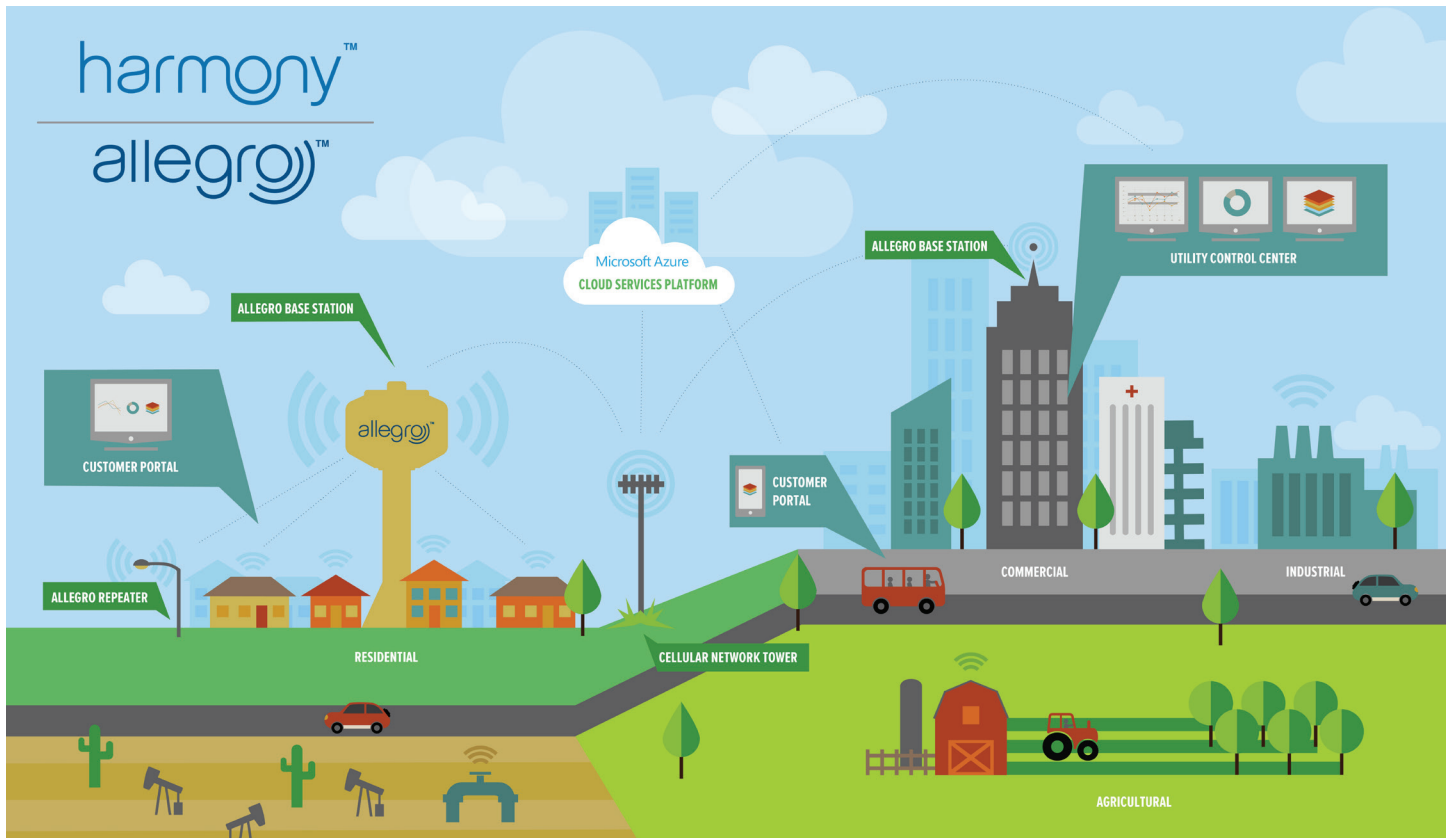 harmony™
allegro™
Microsoft Azure
CLOUD SERVICES PLATFORM
ALLEGRO BASE STATION
UTILITY CONTROL CENTER
ALLEGRO BASE STATION
allegro™
CUSTOMER PORTAL
CUSTOMER
PORTAL
ALLEGRO REPEATER
COMMERCIAL
INDUSTRIAL
RESIDENTIAL
CELLULAR NETWORK TOWER
AGRICULTURAL